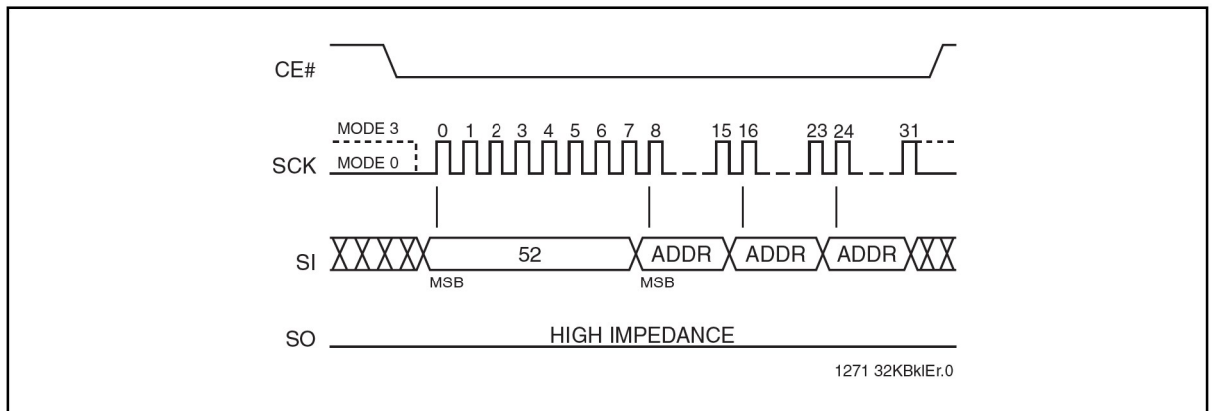 CE#
MODE 3
0 1 2 3 4 5 6 7 8 15 16 23 24 31
SCK
MODE 0
SI
52 ADDR ADDR ADDR
MSB MSB
SO
HIGH IMPEDANCE
1271 32KBklEr.0